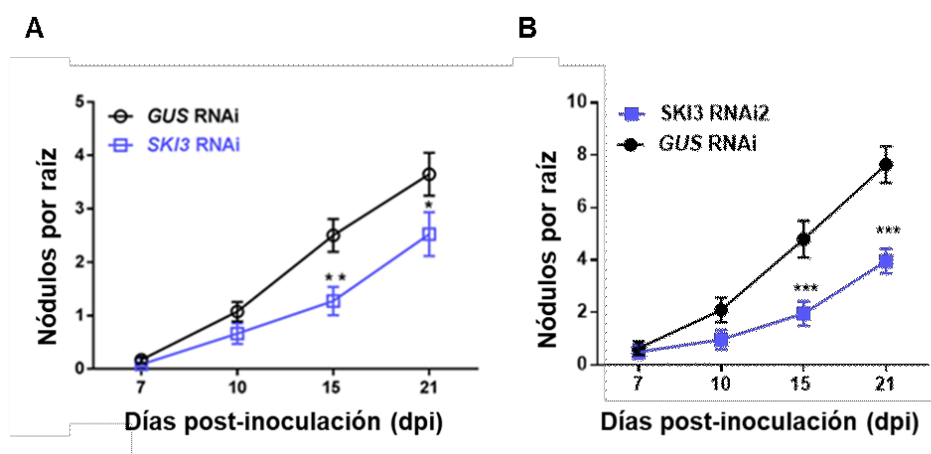 A
5
4
3
2
1
0
Nódulos por raíz
GUS RNAi
SKI3 RNAi
**
*
7 10 15 21
Días post-inoculación (dpi)
B
10
8
6
4
2
0
Nódulos por raíz
SKI3 RNAi2
GUS RNAi
***
***
7 10 15 21
Días post-inoculación (dpi)